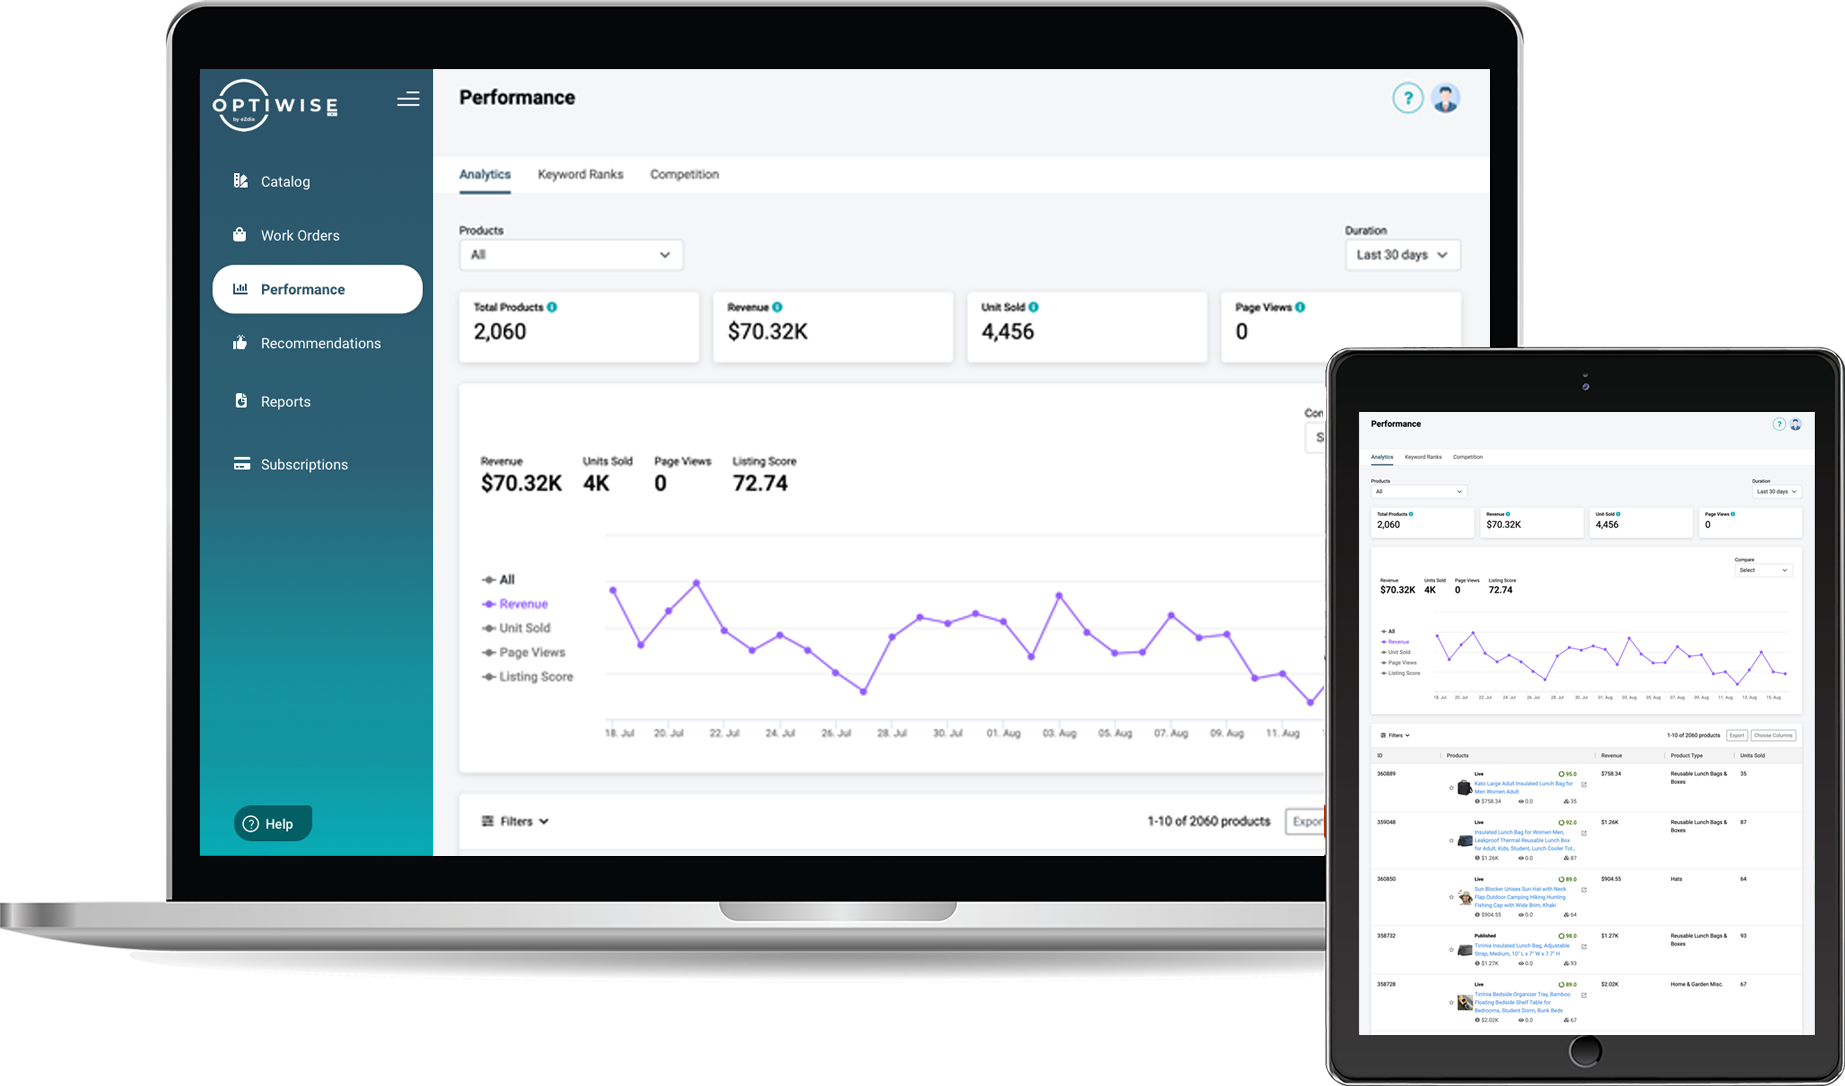 OPTIWISE
by eZdia
Catalog
Work Orders
Performance
Recommendations
Reports
Subscriptions
? Help
Performance
?
Analytics Keyword Ranks Competition
Products
All
Duration
Last 30 days
Total Products
2,060
Revenue
$70.32K
Unit Sold
4,456
Page Views
0
Con
S
Revenue Units Sold Page Views Listing Score
$70.32K 4K 0 72.74
All
Revenue
Unit Sold
Page Views
Listing Score
18. Jul 20. Jul 22. Jul 24. Jul 26. Jul 28. Jul 30. Jul 01. Aug 03. Aug 05. Aug 07. Aug 09. Aug 11. Aug
Filters
1-10 of 2060 products
Expor
Performance
?
Analytics Keyword Ranks Competition
Products
All
Duration
Last 30 days
Total Products
2,060
Revenue
$70.32K
Unit Sold
4,456
Page Views
0
Compare
Select
Revenue Units Sold Page Views Listing Score
$70.32K 4K 0 72.74
All
Revenue
Unit Sold
Page Views
Listing Score
18. Jul 20. Jul 22. Jul 24. Jul 26. Jul 28. Jul 30. Jul 01. Aug 03. Aug 05. Aug 07. Aug 09. Aug 11. Aug 13. Aug 15. Aug
Filters
1-10 of 2060 products Export Choose Columns
ID Products Revenue Product Type Units Sold
360889 Live 95.0 $758.34 Reusable Lunch Bags & 35
Boxes
Kato Large Adult Insulated Lunch Bag for
Men Women Adult
$758.34 0.0 35
359048 Live 92.0 $1.26K Reusable Lunch Bags & 87
Boxes
Insulated Lunch Bag for Women Men,
Leakproof Thermal Reusable Lunch Box
for Adult, Kids, Student, Lunch Cooler Tot...
$1.26K 0.0 87
360850 Live 89.0 $904.55 Hats 64
Sun Blocker Unisex Sun Hat with Neck
Flap Outdoor Camping Hiking Hunting
Fishing Cap with Wide Brim, Khaki
$904.55 0.0 64
358732 Published 98.0 $1.27K Reusable Lunch Bags & 93
Boxes
Tirrinia Insulated Lunch Bag, Adjustable
Strap, Medium, 10" L x 7" W x 7.7" H
$1.27K 0.0 93
358728 Live 89.0 $2.02K Home & Garden Misc. 67
Tirrinia Bedside Organizer Tray, Bamboo
Floating Bedside Shelf Table for
Bedrooms, Student Dorm, Bunk Beds
$2.02K 0.0 67